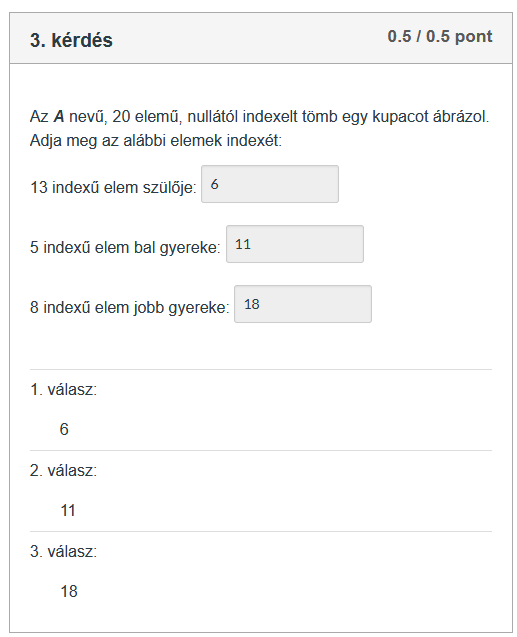 3. kérdés
0.5 / 0.5 pont
Az A nevű, 20 elemű, nullától indexelt tömb egy kupacot ábrázol.
Adja meg az alábbi elemek indexét:
13 indexű elem szülője: 6
5 indexű elem bal gyereke: 11
8 indexű elem jobb gyereke: 18
1. válasz:
6
2. válasz:
11
3. válasz:
18